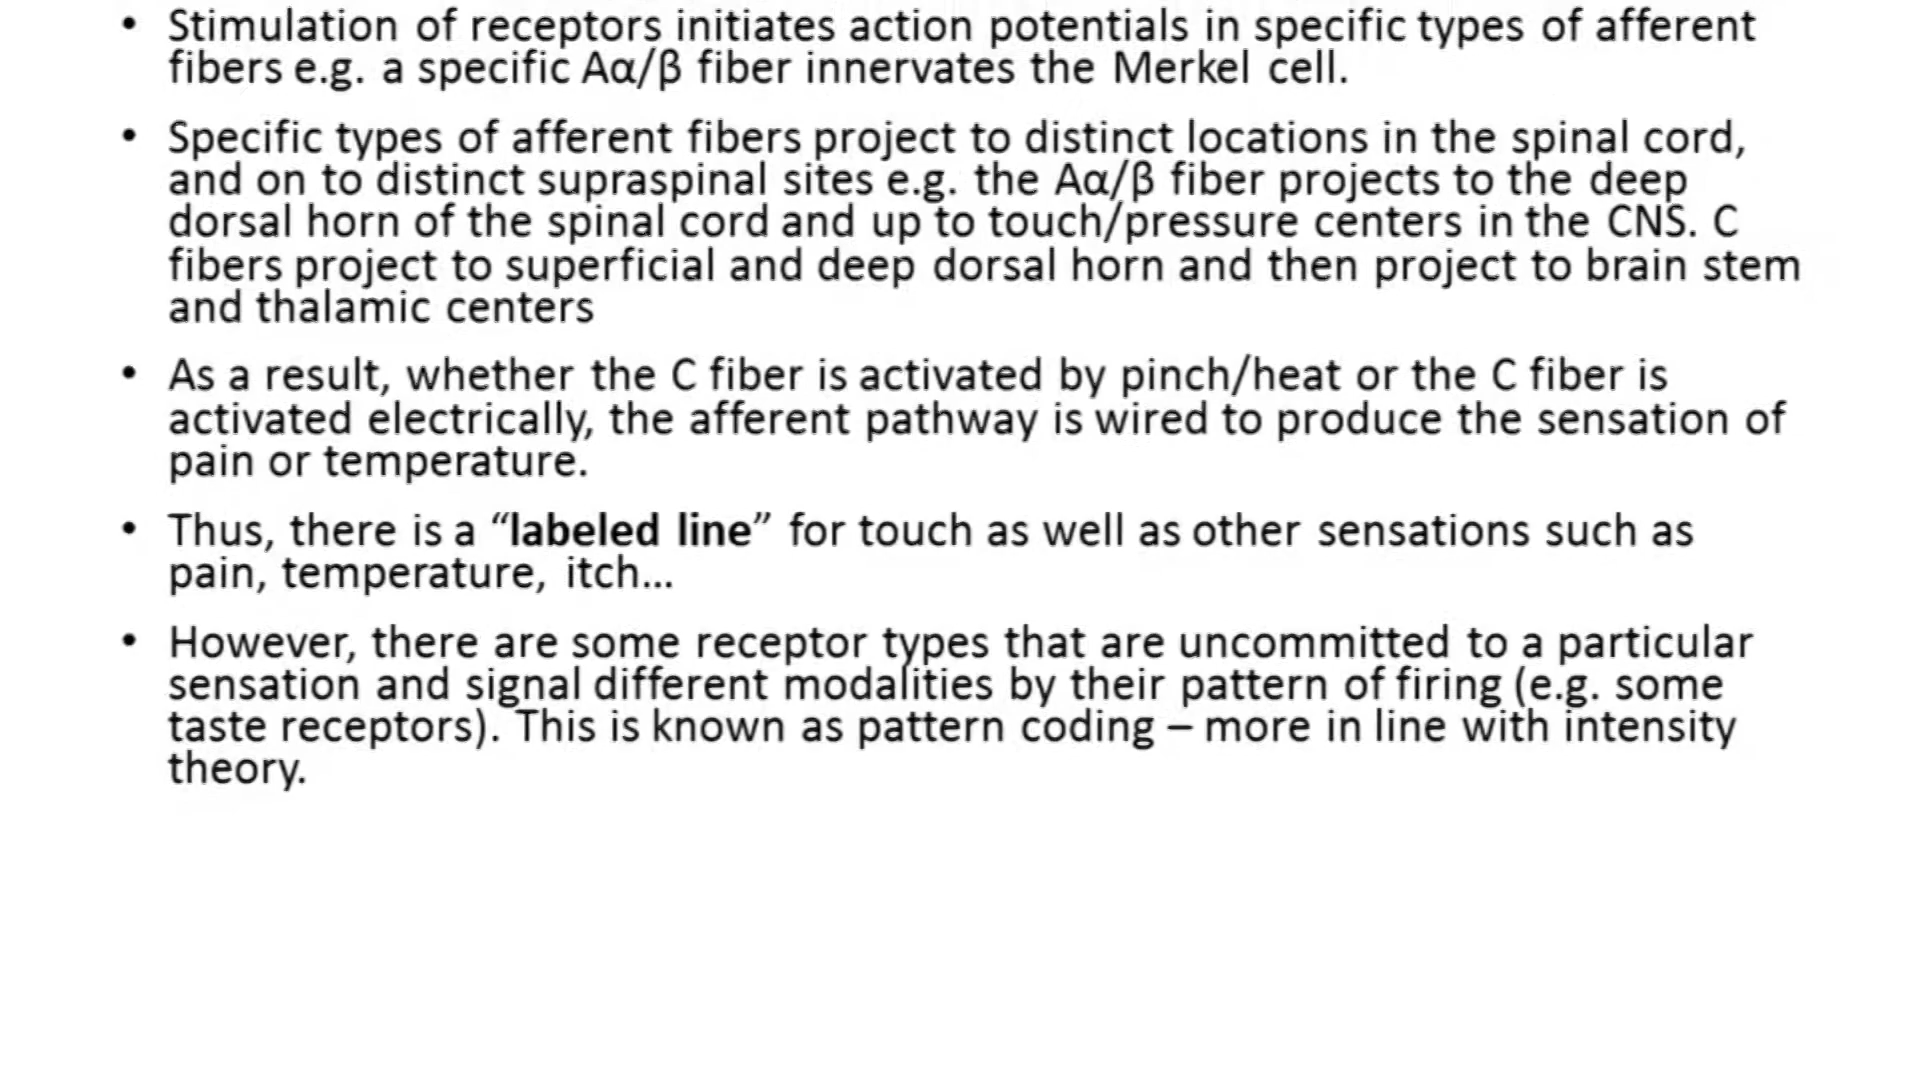 • Stimulation of receptors initiates action potentials in specific types of afferent
fibers e.g. a specific Aα/β fiber innervates the Merkel cell.
• Specific types of afferent fibers project to distinct locations in the spinal cord,
and on to distinct supraspinal sites e.g. the Aα/β fiber projects to the deep
dorsal horn of the spinal cord and up to touch/pressure centers in the CNS. C
fibers project to superficial and deep dorsal horn and then project to brain stem
and thalamic centers
• As a result, whether the C fiber is activated by pinch/heat or the C fiber is
activated electrically, the afferent pathway is wired to produce the sensation of
pain or temperature.
• Thus, there is a “labeled line” for touch as well as other sensations such as
pain, temperature, itch…
• However, there are some receptor types that are uncommitted to a particular
sensation and signal different modalities by their pattern of firing (e.g. some
taste receptors). This is known as pattern coding – more in line with intensity
theory.